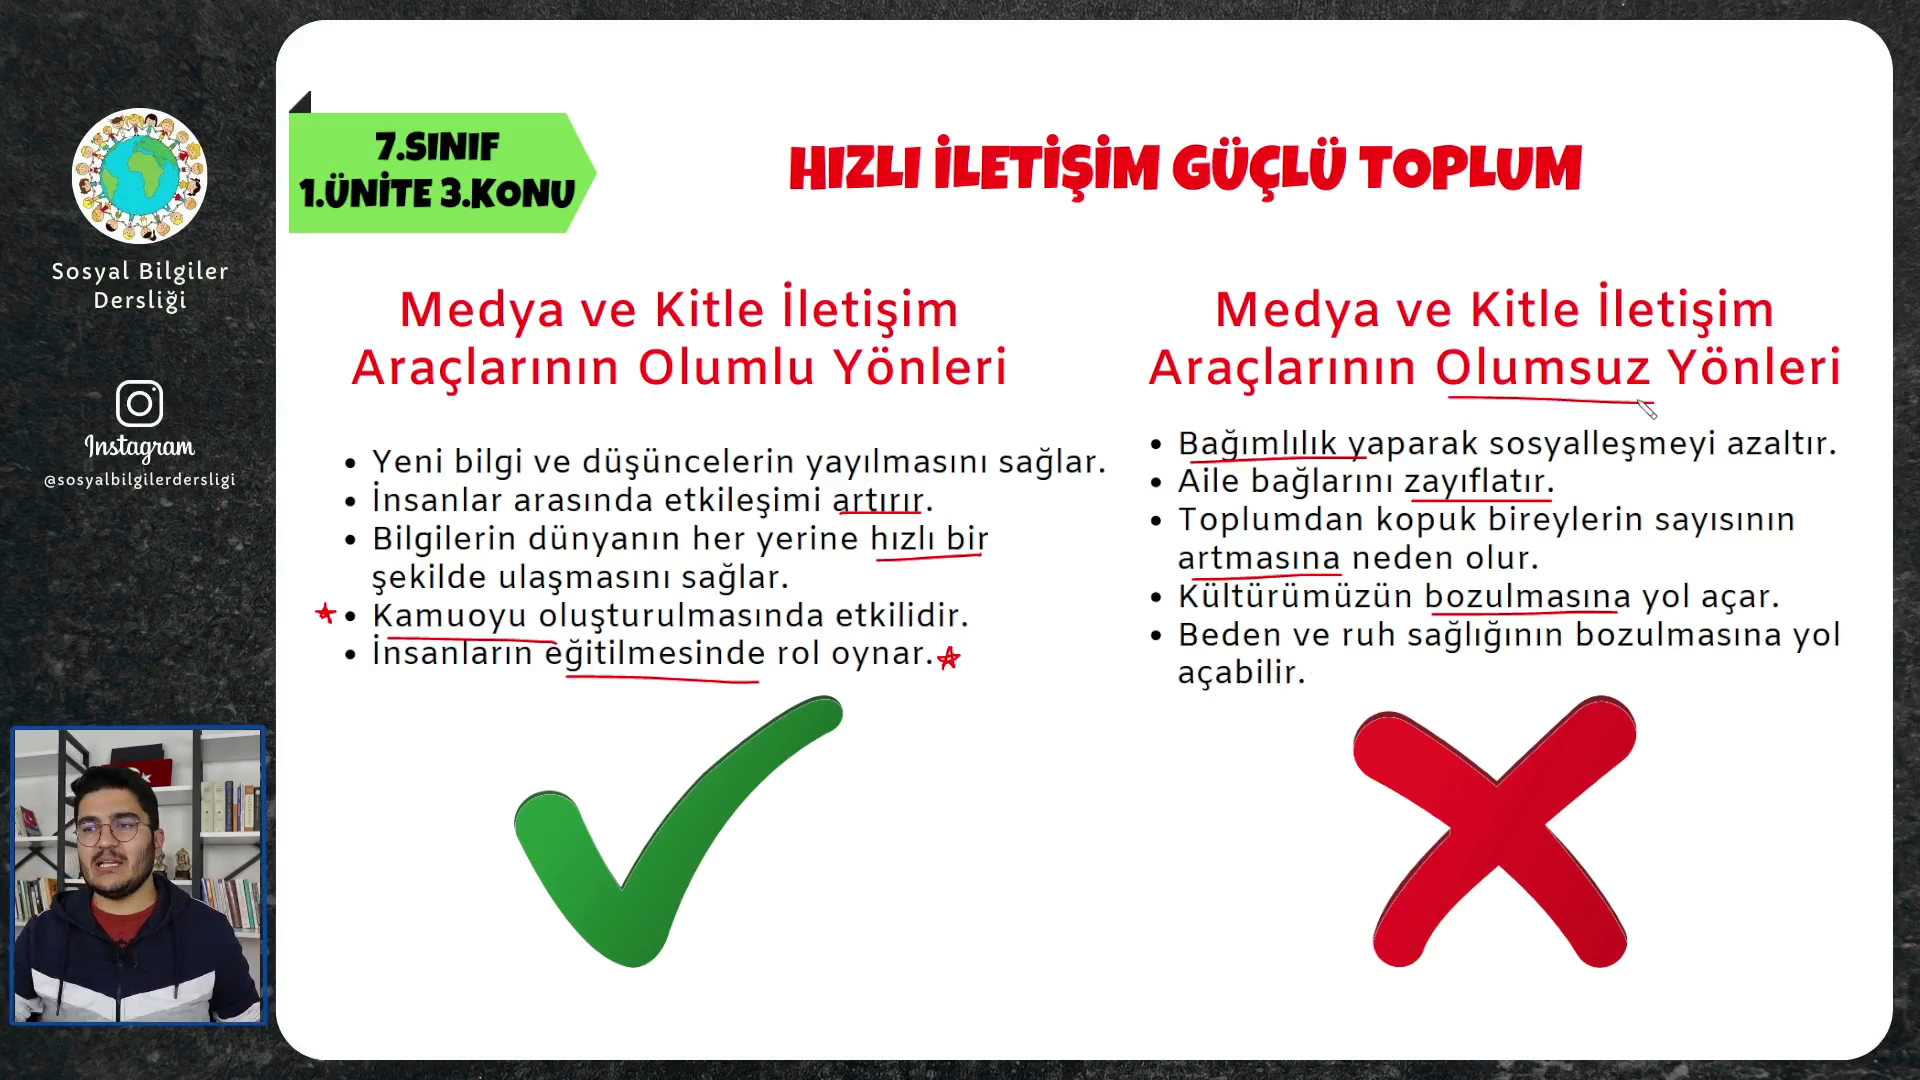 Sosyal Bilgiler
Dersliği
Instagram
@sosyalbilgilerdersligi
7.SINIF
1.ÜNİTE 3.KONU
HIZLI İLETİŞİM GÜÇLÜ TOPLUM
Medya ve Kitle İletişim
Araçlarının Olumlu Yönleri
• Yeni bilgi ve düşüncelerin yayılmasını sağlar.
• İnsanlar arasında etkileşimi artırır.
• Bilgilerin dünyanın her yerine hızlı bir
şekilde ulaşmasını sağlar.
• Kamuoyu oluşturulmasında etkilidir.
• İnsanların eğitilmesinde rol oynar.
Medya ve Kitle İletişim
Araçlarının Olumsuz Yönleri
• Bağımlılık yaparak sosyalleşmeyi azaltır.
• Aile bağlarını zayıflatır.
• Toplumdan kopuk bireylerin sayısının
artmasına neden olur.
• Kültürümüzün bozulmasına yol açar.
• Beden ve ruh sağlığının bozulmasına yol
açabilir.